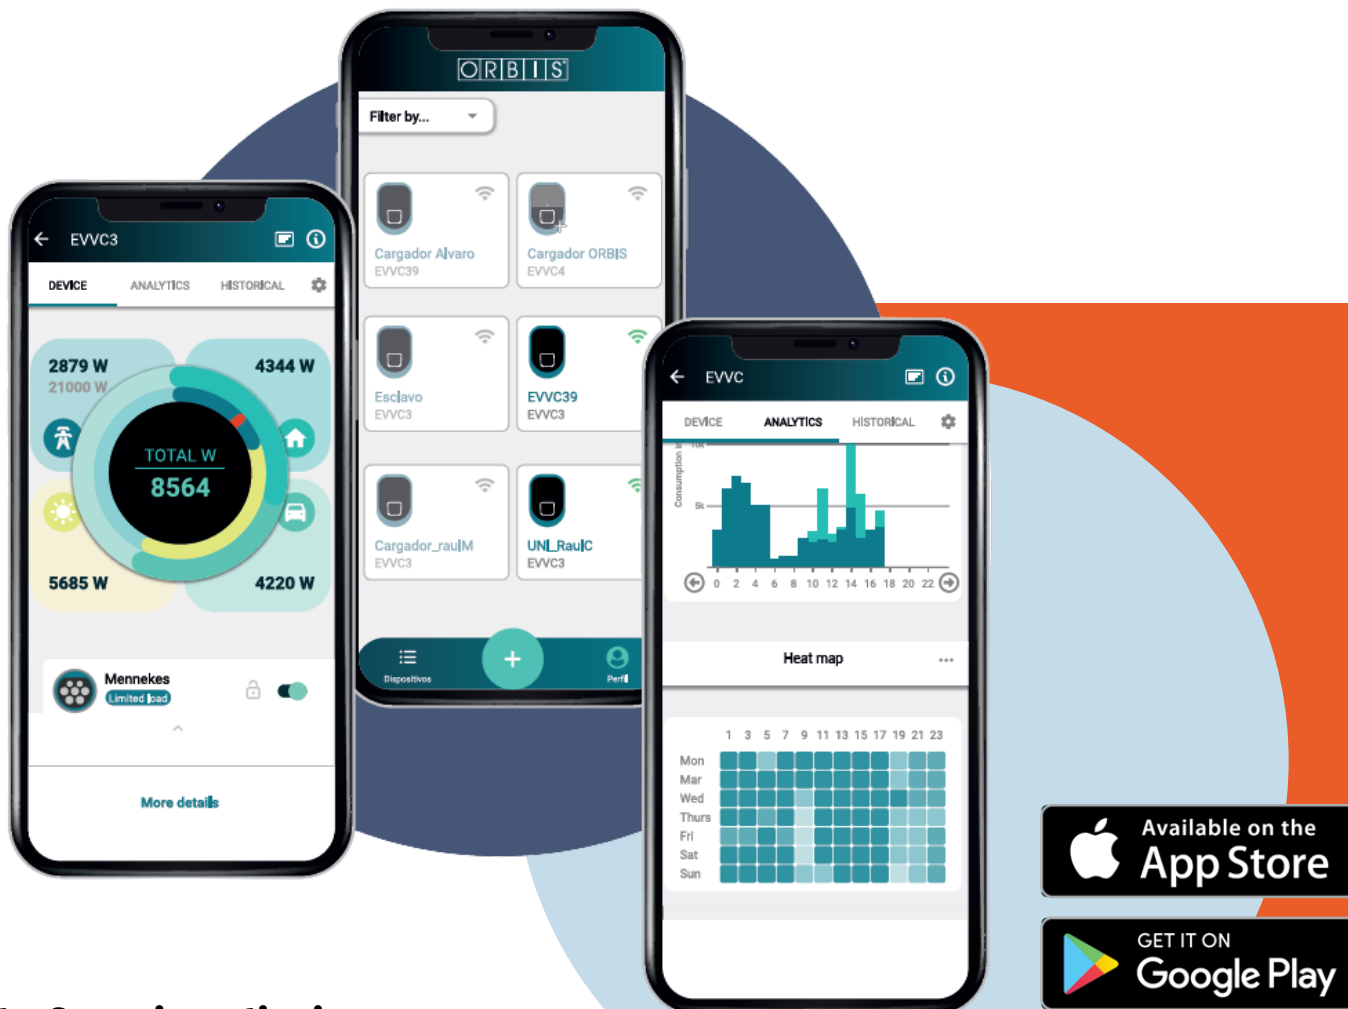 ORBIS
Filter by...
Cargador Alvaro
EVVC39
Cargador ORBIS
EVVC4
Esclavo
EVVC3
EVVC39
EVVC3
Cargador_raulM
EVVC3
UNI_RaulC
EVVC3
Dispositivos
+
Perfil
EVVC3
DEVICE ANALYTICS HISTORICAL
2879 W
21000 W
4344 W
TOTAL W
8564
5685 W
4220 W
Mennekes
Limited load
More details
EVVC
DEVICE ANALYTICS HISTORICAL
10k
Consumption
5k
0 2 4 6 8 10 12 14 16 18 20 22
Heat map
1 3 5 7 9 11 13 15 17 19 21 23
Mon
Mar
Wed
Thurs
Fri
Sat
Sun
Available on the
App Store
GET IT ON
Google Play